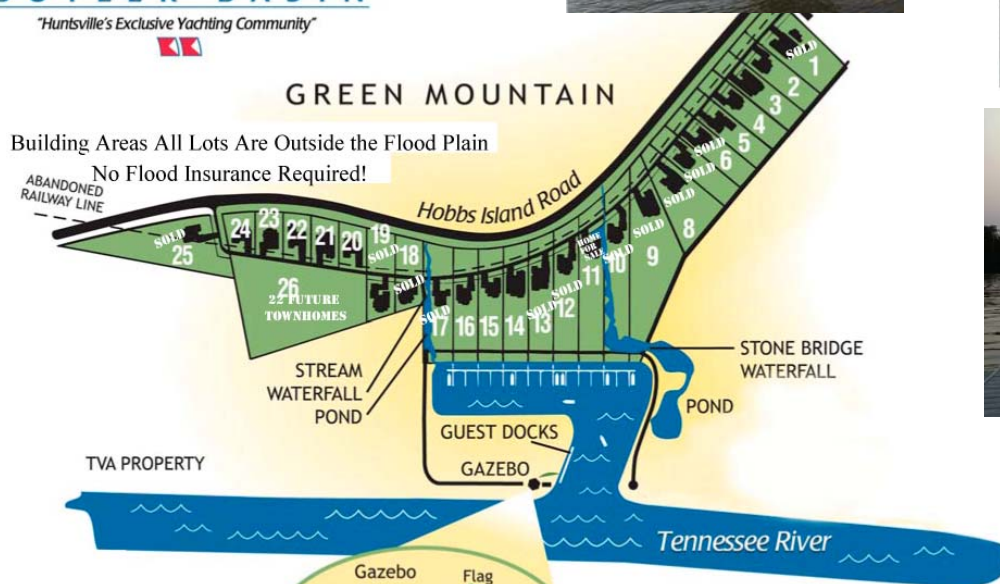 "Huntsville's Exclusive Yachting Community"
GREEN MOUNTAIN
Building Areas All Lots Are Outside the Flood Plain
No Flood Insurance Required!
ABANDONED
RAILWAY LINE
Hobbs Island Road
SOLD
1
2
3
4
5
SOLD
6
SOLD
SOLD
8
SOLD
9
SOLD
10
HOME
FOR
SALE
11
SOLD
12
SOLD
13
14
15
16
SOLD
17
SOLD
18
SOLD
19
20
21
22
23
24
SOLD
25
26
22 FUTURE
TOWNHOMES
STREAM
WATERFALL
POND
STONE BRIDGE
WATERFALL
POND
GUEST DOCKS
GAZEBO
TVA PROPERTY
Tennessee River
Gazebo
Flag